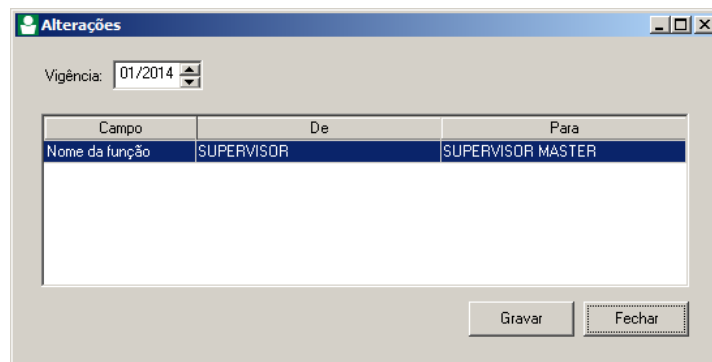 Alterações
Vigência: 01/2014
Campo De Para
Nome da função SUPERVISOR SUPERVISOR MASTER
Gravar Fechar